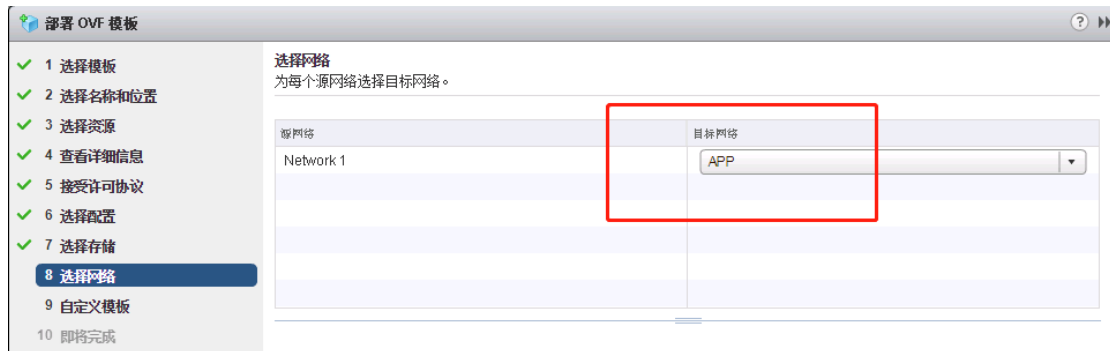 部署 OVF 模板
1 选择模板
2 选择名称和位置
3 选择资源
4 查看详细信息
5 接受许可协议
6 选择配置
7 选择存储
8 选择网络
9 自定义模板
10 即将完成
选择网络
为每个源网络选择目标网络。
源网络 目标网络
Network 1 APP